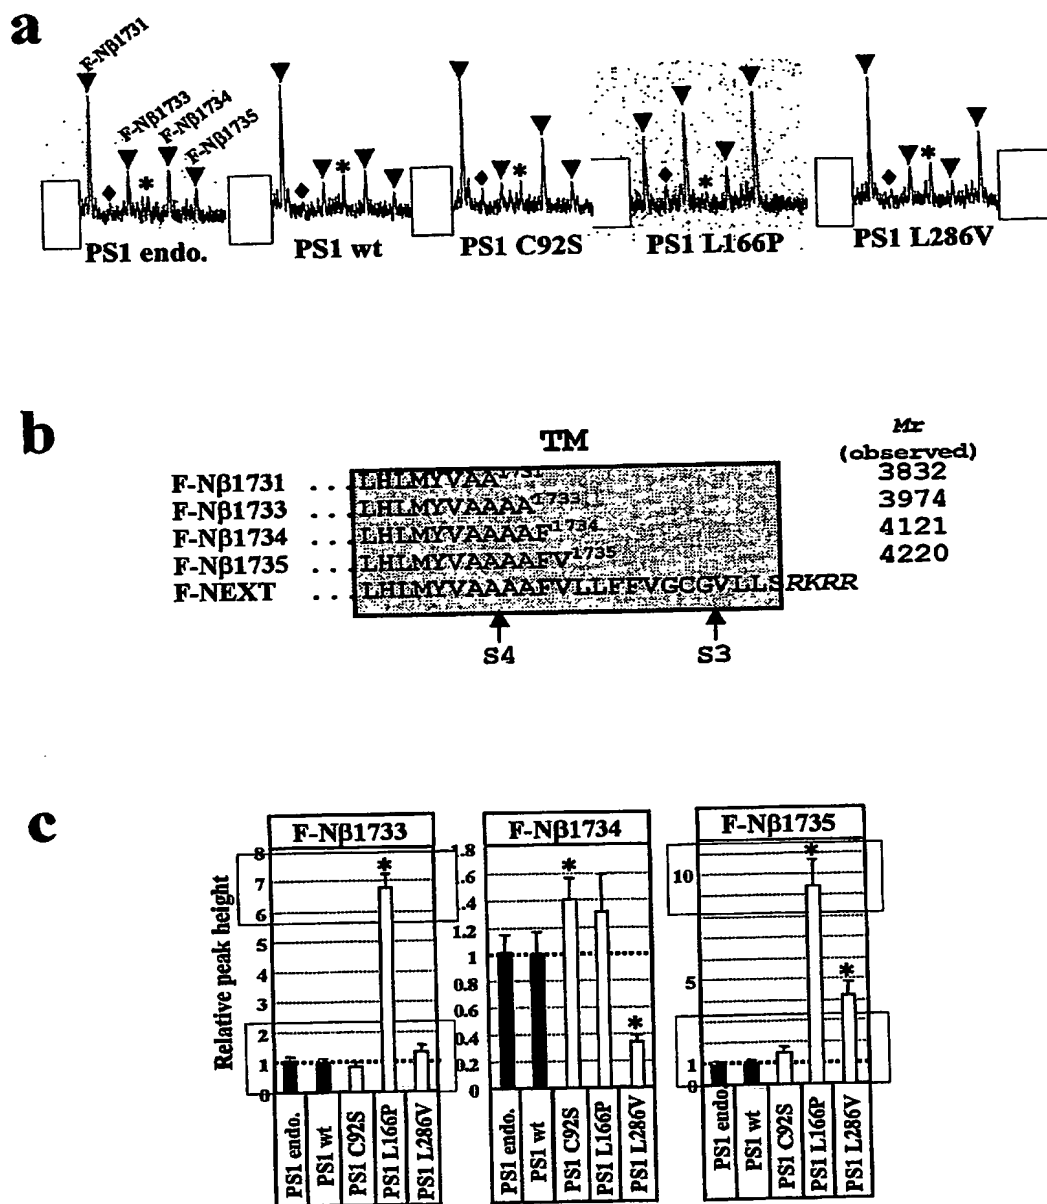 a
F-Nβ1731
F-Nβ1733
F-Nβ1734
F-Nβ1735
*
*
*
*
*
PS1 endo.
PS1 wt
PS1 C92S
PS1 L166P
PS1 L286V
b
TM
Mr
(observed)
F-Nβ1731 ...LHLMYVAA1731 3832
F-Nβ1733 ...LHLMYVAAAA1733 3974
F-Nβ1734 ...LHLMYVAAAAF1734 4121
F-Nβ1735 ...LHLMYVAAAAFV1735 4220
F-NEXT ...LHLMYVAAAAFVLLFFVGCGVLLSRKRR
S4
S3
c
Relative peak height
F-Nβ1733
8
7
6
5
4
3
2
1
0
*
PS1 endo.
PS1 wt
PS1 C92S
PS1 L166P
PS1 L286V
F-Nβ1734
1.8
1.6
1.4
1.2
1
0.8
0.6
0.4
0.2
0
*
*
PS1 endo.
PS1 wt
PS1 C92S
PS1 L166P
PS1 L286V
F-Nβ1735
10
5
1
0
*
*
PS1 endo.
PS1 wt
PS1 C92S
PS1 L166P
PS1 L286V